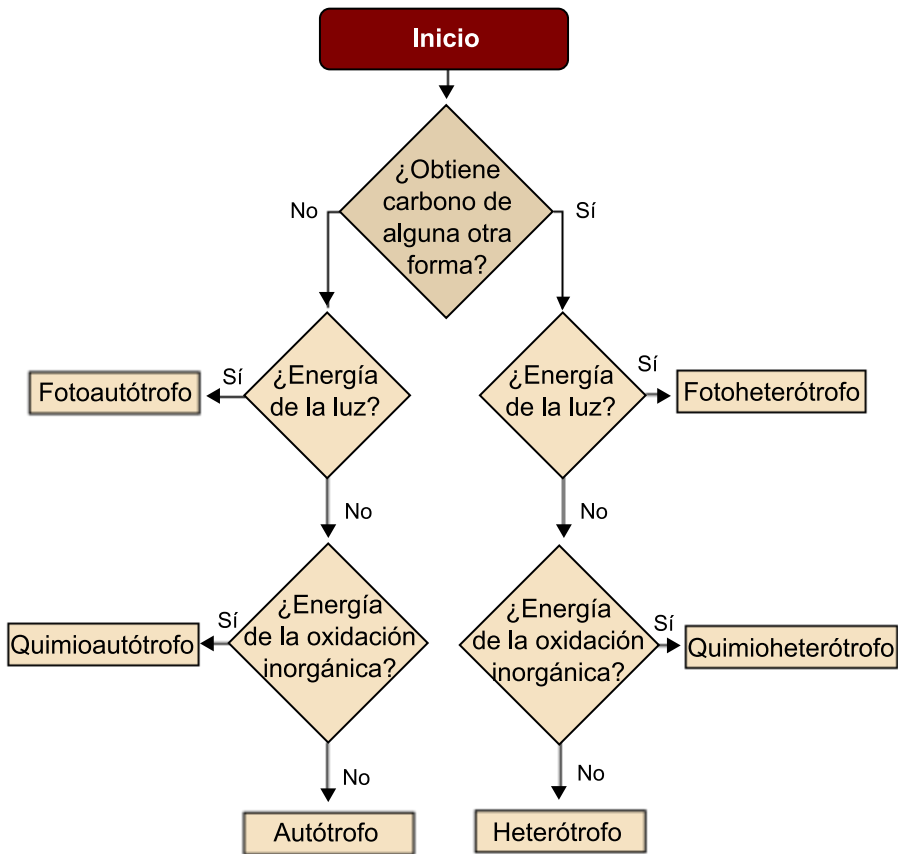 Inicio
¿Obtiene
carbono de
alguna otra
forma?
No
Sí
¿Energía
de la luz?
Sí
Fotoautótrofo
No
¿Energía
de la luz?
Sí
Fotoheterótrofo
No
¿Energía
de la oxidación
inorgánica?
Sí
Quimioautótrofo
No
Autótrofo
¿Energía
de la oxidación
inorgánica?
Sí
Quimioheterótrofo
No
Heterótrofo